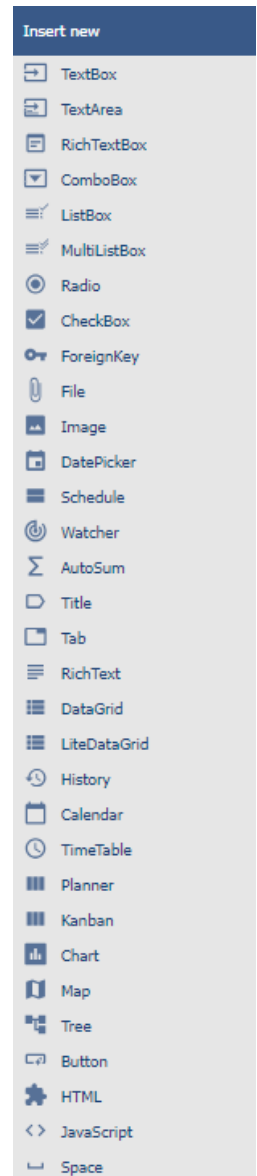 Insert new
TextBox
TextArea
RichTextBox
ComboBox
ListBox
MultiListBox
Radio
CheckBox
ForeignKey
File
Image
DatePicker
Schedule
Watcher
AutoSum
Title
Tab
RichText
DataGrid
LiteDataGrid
History
Calendar
TimeTable
Planner
Kanban
Chart
Map
Tree
Button
HTML
JavaScript
Space